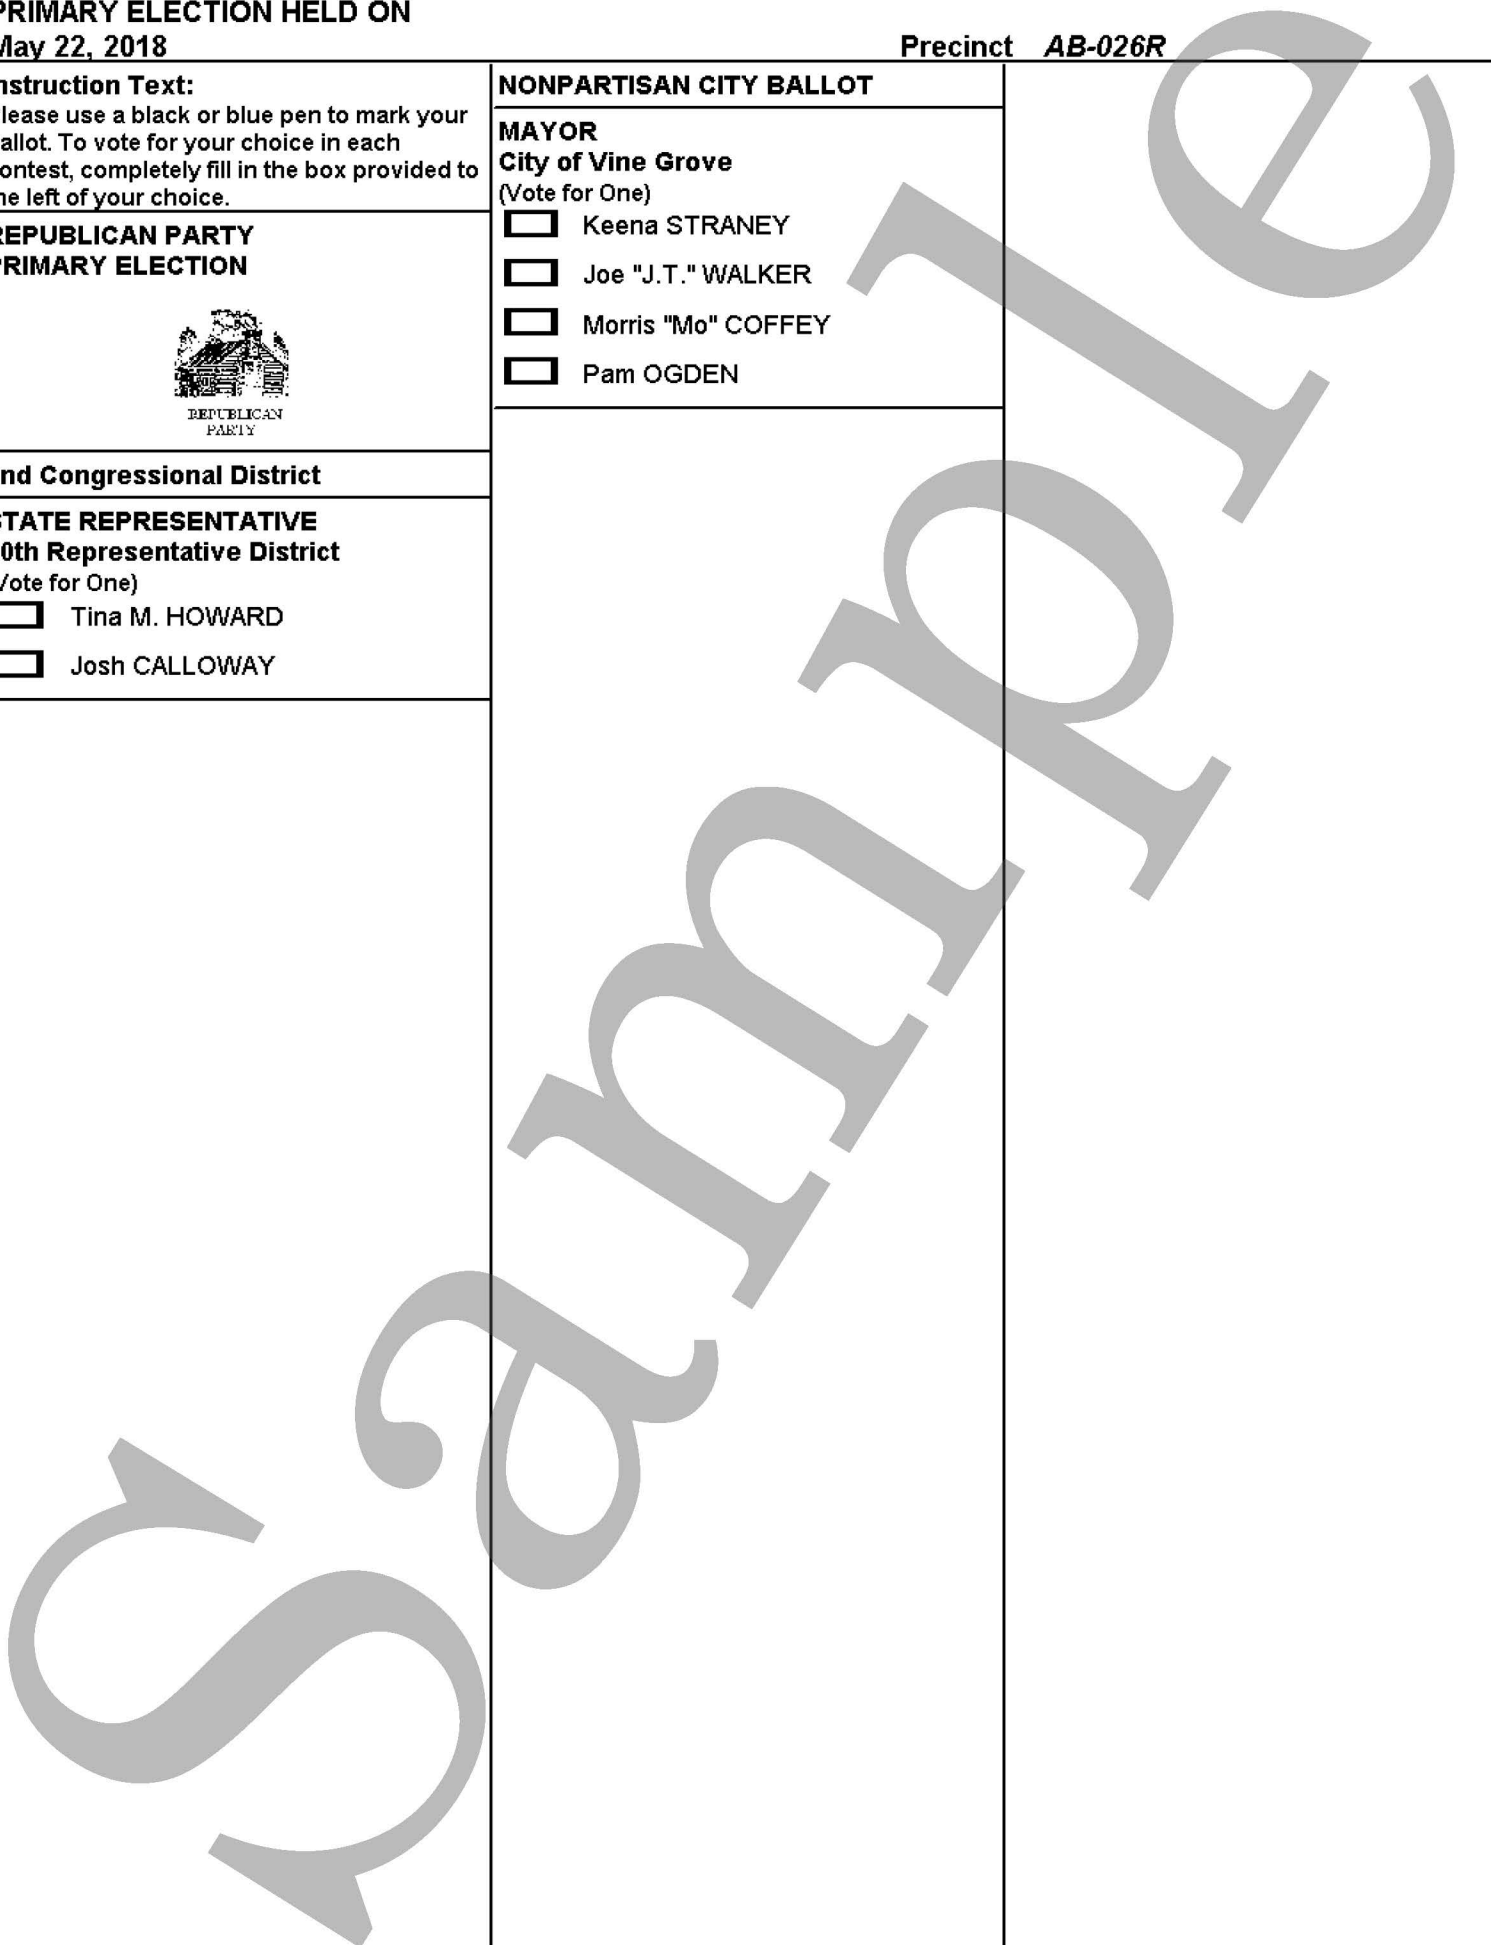 PRIMARY ELECTION HELD ON
May 22, 2018
Precinct AB-026R
nstruction Text:
lease use a black or blue pen to mark your
allot. To vote for your choice in each
ontest, completely fill in the box provided to
he left of your choice.
REPUBLICAN PARTY
PRIMARY ELECTION
REPUBLICAN
PARTY
nd Congressional District
STATE REPRESENTATIVE
0th Representative District
(Vote for One)
Tina M. HOWARD
Josh CALLOWAY
NONPARTISAN CITY BALLOT
MAYOR
City of Vine Grove
(Vote for One)
Keena STRANEY
Joe "J.T." WALKER
Morris "Mo" COFFEY
Pam OGDEN
Sample